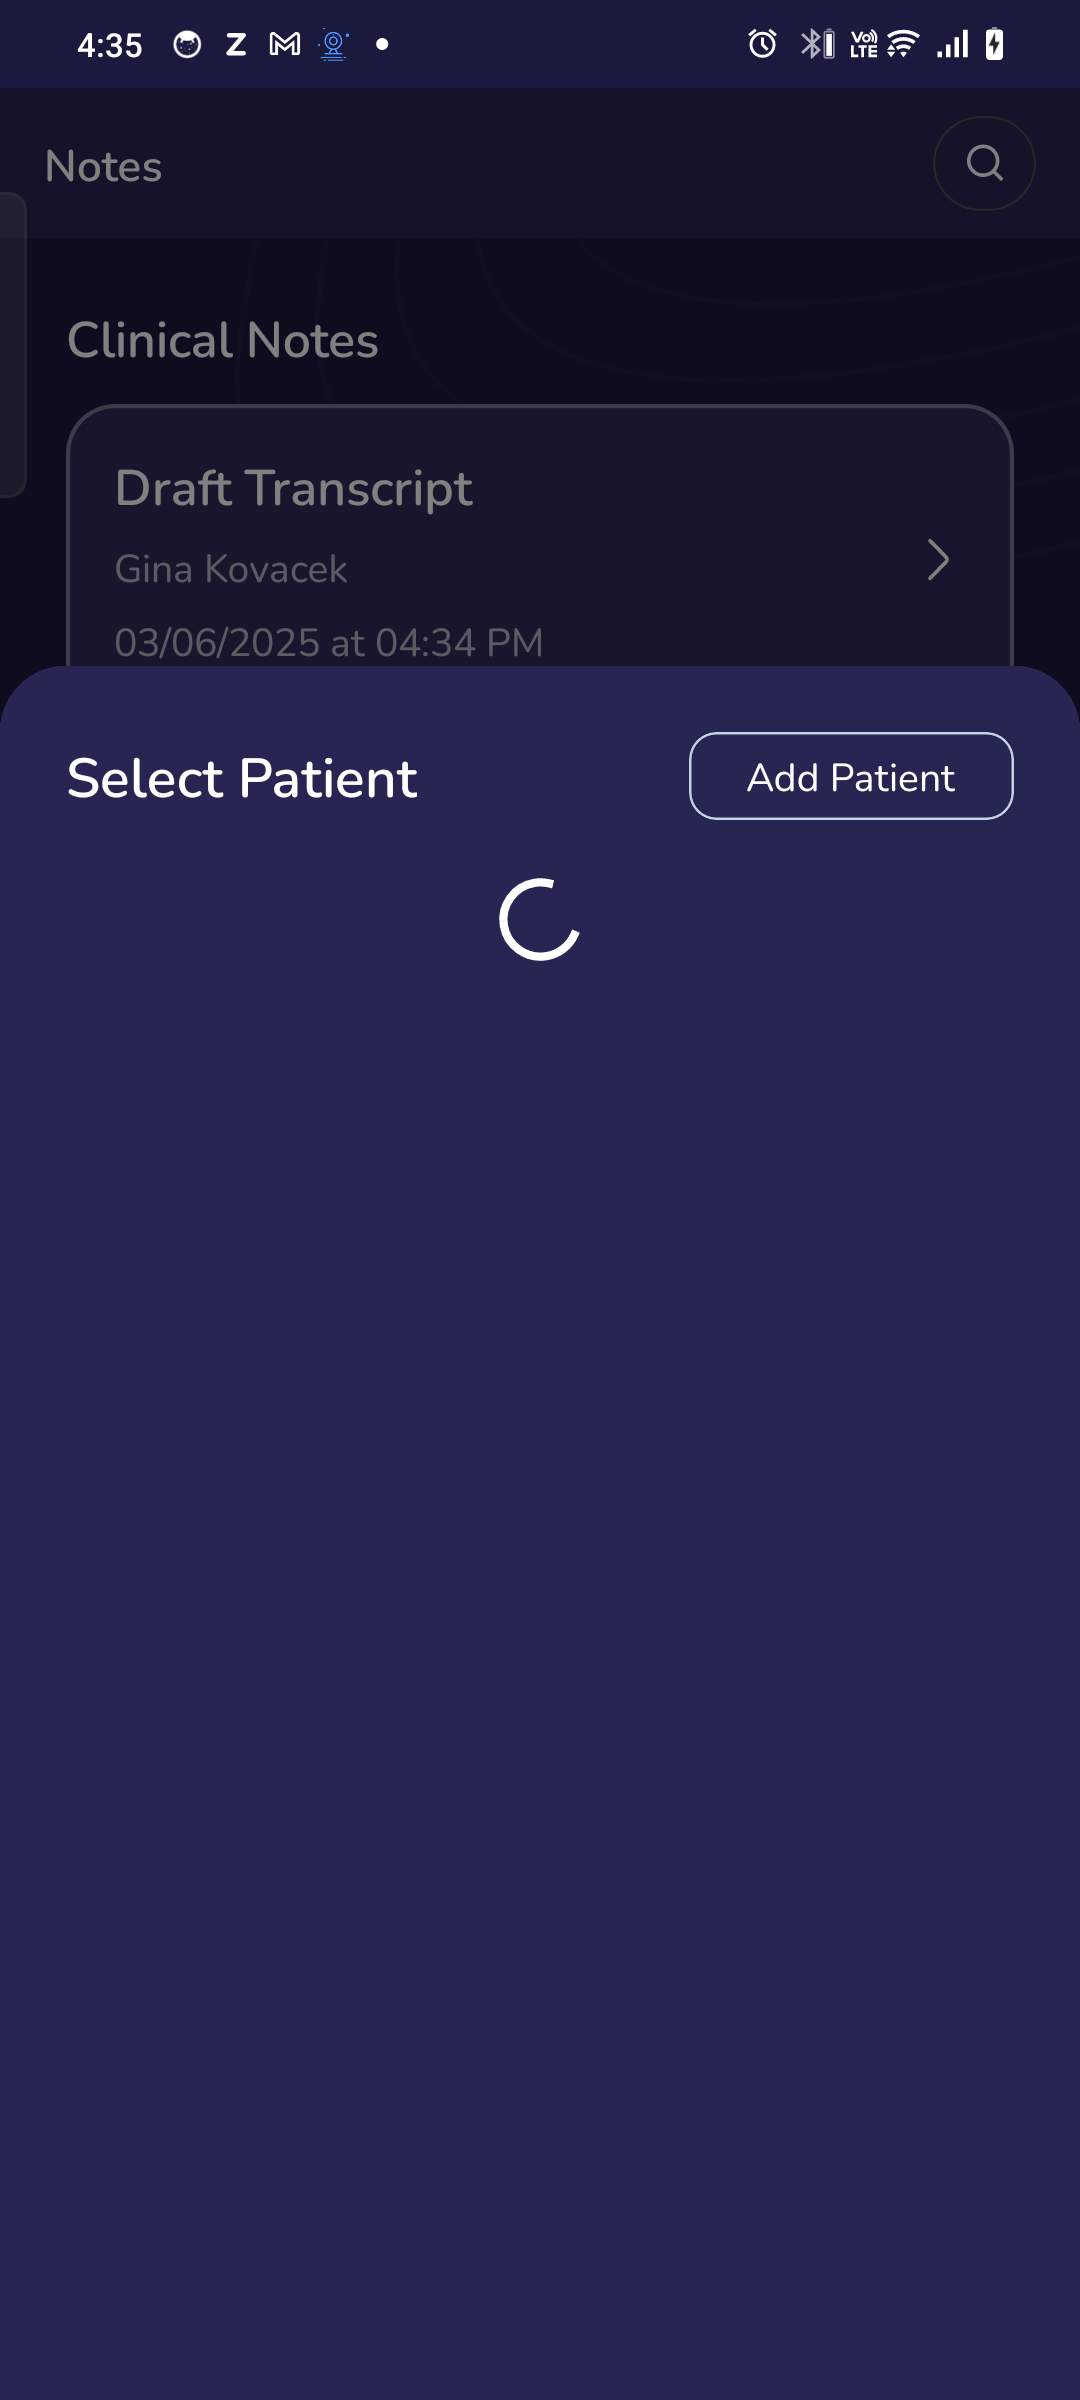 4:35
Z
Vo
LTE
Notes
Clinical Notes
Draft Transcript
Gina Kovacek
03/06/2025 at 04:34 PM
Select Patient
Add Patient